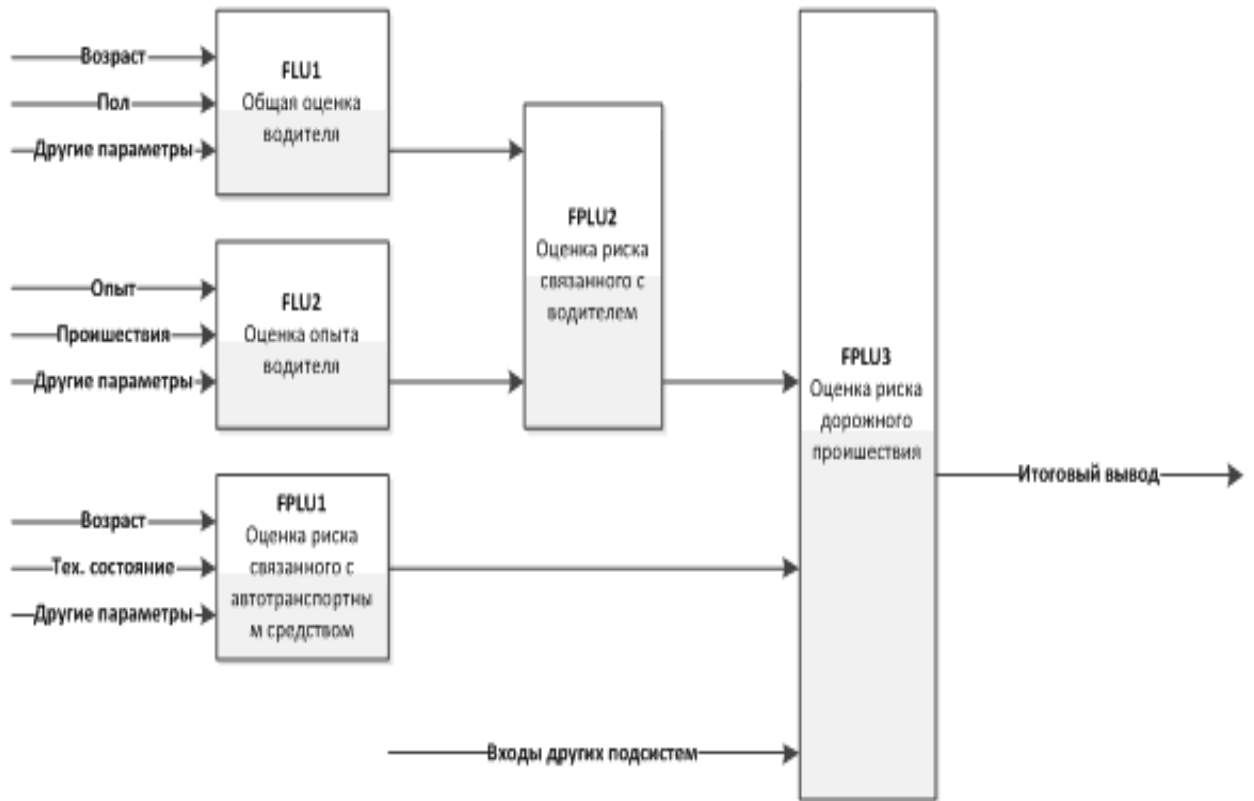 Возраст
Пол
Другие параметры
FLU1
Общая оценка
водителя
Опыт
Проишествия
Другие параметры
FLU2
Оценка опыта
водителя
Возраст
Тех. состояние
Другие параметры
FPLU1
Оценка риска
связанного с
автотранспортны
м средством
FPLU2
Оценка риска
связанного с
водителем
Входы других подсистем
FPLU3
Оценка риска
дорожного
проишествия
Итоговый вывод